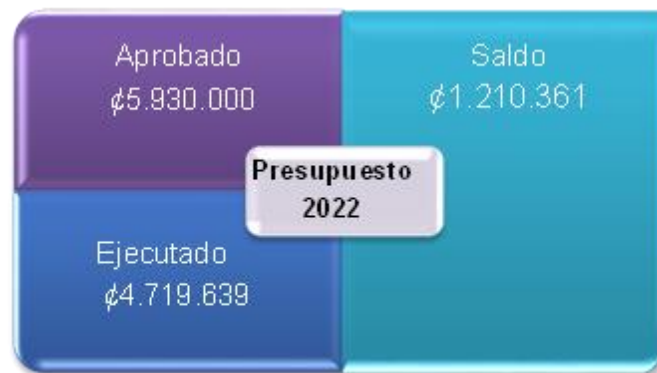 Aprobado
₡5.930.000
Saldo
₡1.210.361
Presupuesto
2022
Ejecutado
₡4.719.639